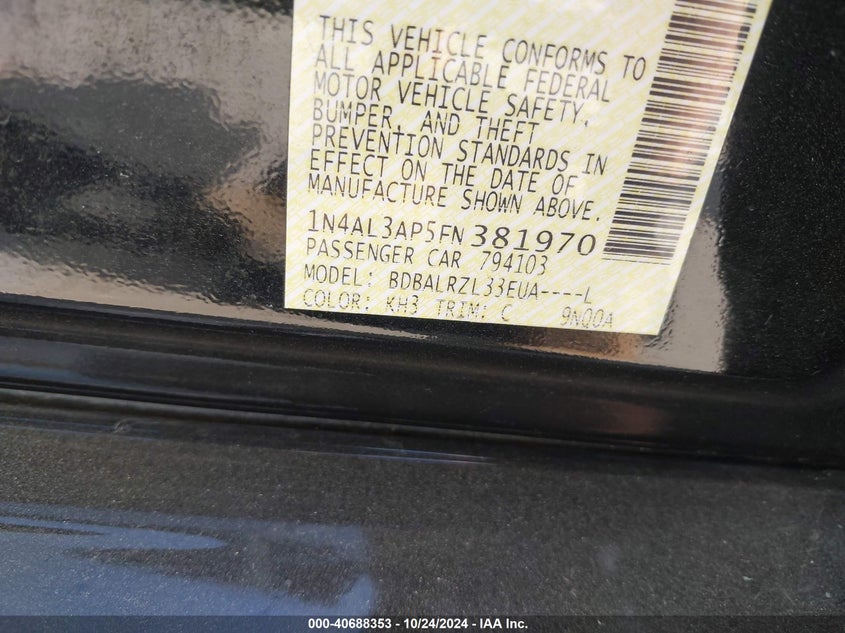 THIS VEHICLE CONFORMS TO
ALL APPLICABLE FEDERAL
MOTOR VEHICLE SAFETY,
BUMPER, AND THEFT
PREVENTION STANDARDS IN
EFFECT ON THE DATE OF
MANUFACTURE SHOWN ABOVE.
1N4AL3AP5FN381970
PASSENGER CAR 794103
MODEL: BDBALRZL33EUA----L
COLOR: KH3 TRIM: C 9NQ0A
000-40688353 - 10/24/2024 - IAA Inc.